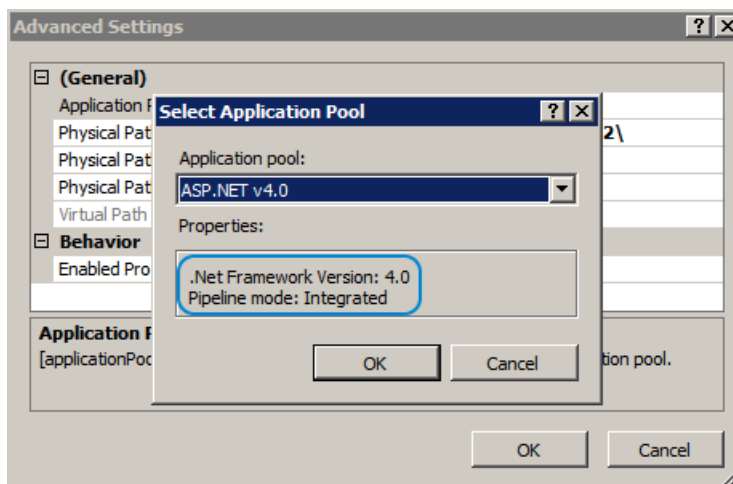 Advanced Settings
(General)
Application P
Select Application Pool
Physical Pat
2\
Application pool:
Physical Pat
Physical Pat
ASP.NET v4.0
Virtual Path
Properties:
Behavior
Enabled Pro
.Net Framework Version: 4.0
Pipeline mode: Integrated
Application P
[applicationPoo
tion pool.
OK
Cancel
OK
Cancel